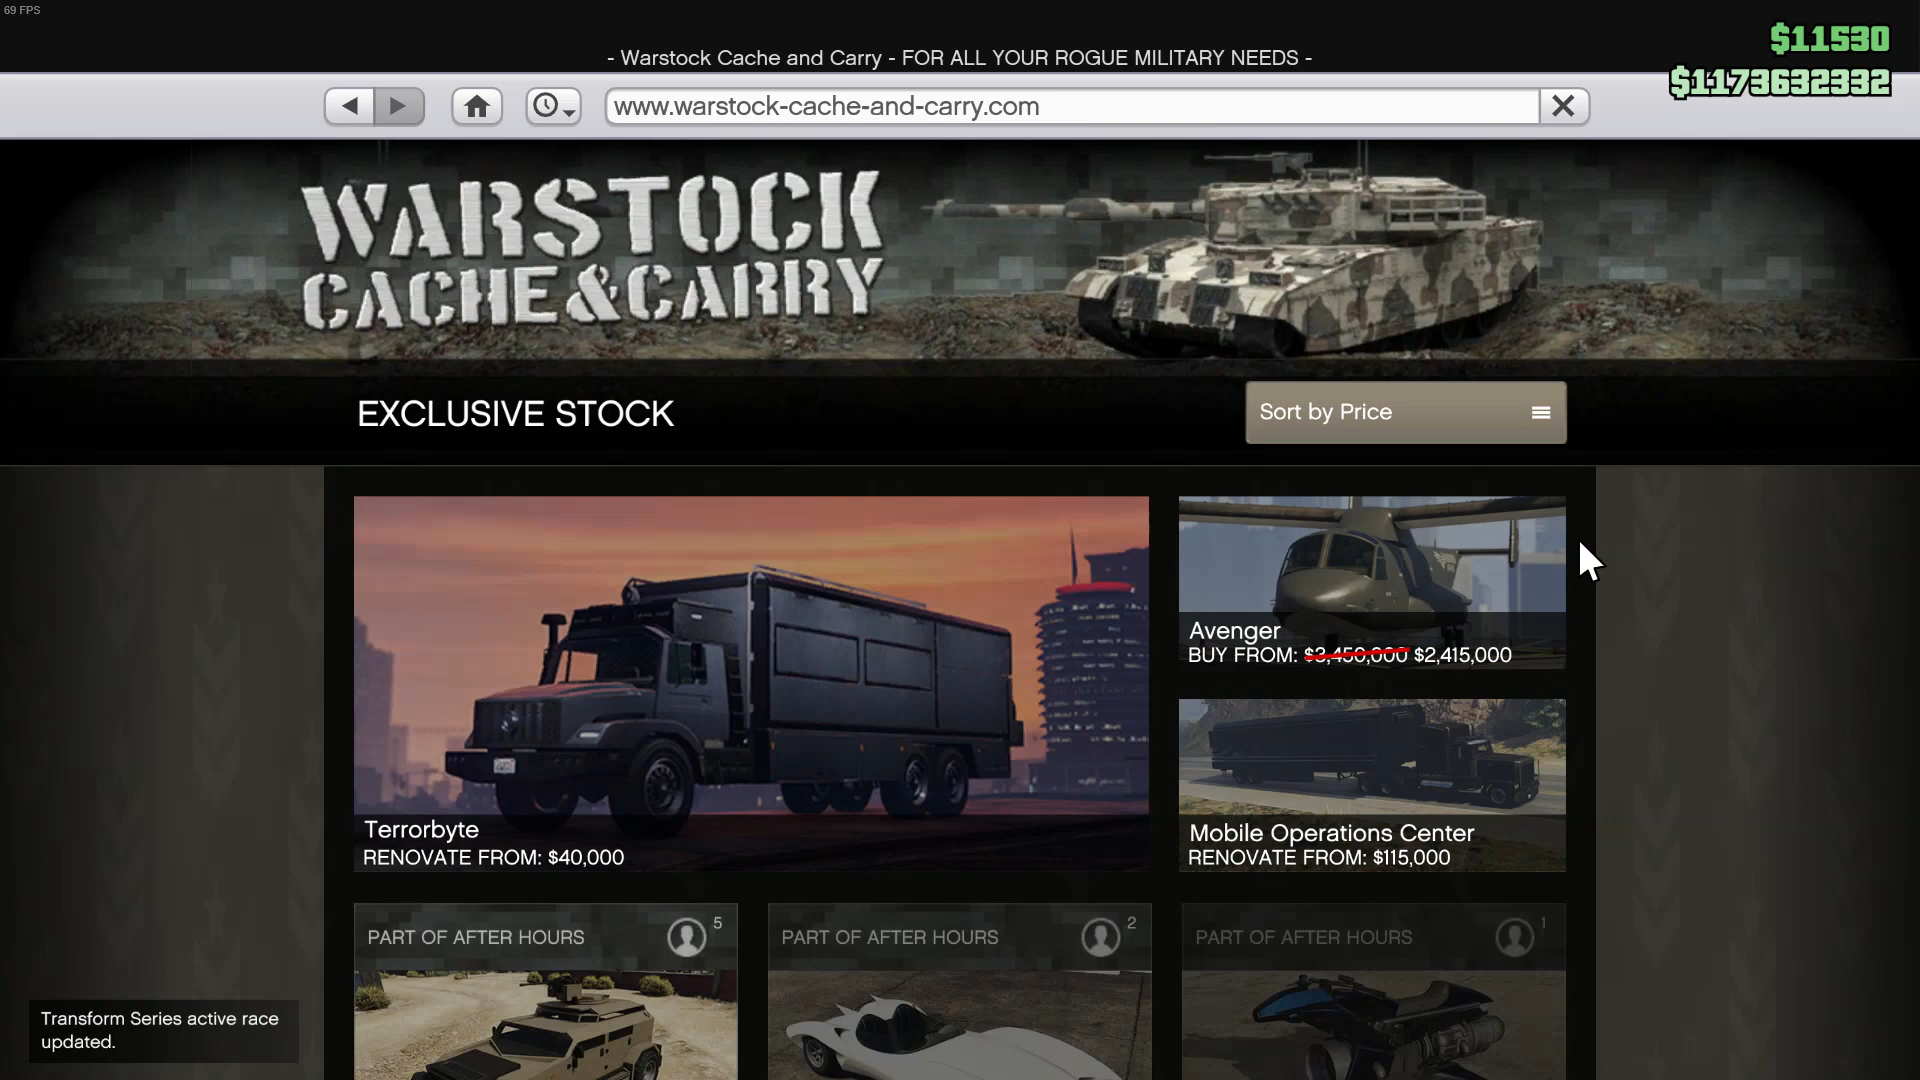 69 FPS
$11530
- Warstock Cache and Carry - FOR ALL YOUR ROGUE MILITARY NEEDS -
$1173632332
www.warstock-cache-and-carry.com
WARSTOCK
CACHE & CARRY
EXCLUSIVE STOCK
Sort by Price
Avenger
BUY FROM: $3,450,000 $2,415,000
Terrorbyte
RENOVATE FROM: $40,000
Mobile Operations Center
RENOVATE FROM: $115,000
PART OF AFTER HOURS 5
PART OF AFTER HOURS 2
PART OF AFTER HOURS 1
Transform Series active race
updated.